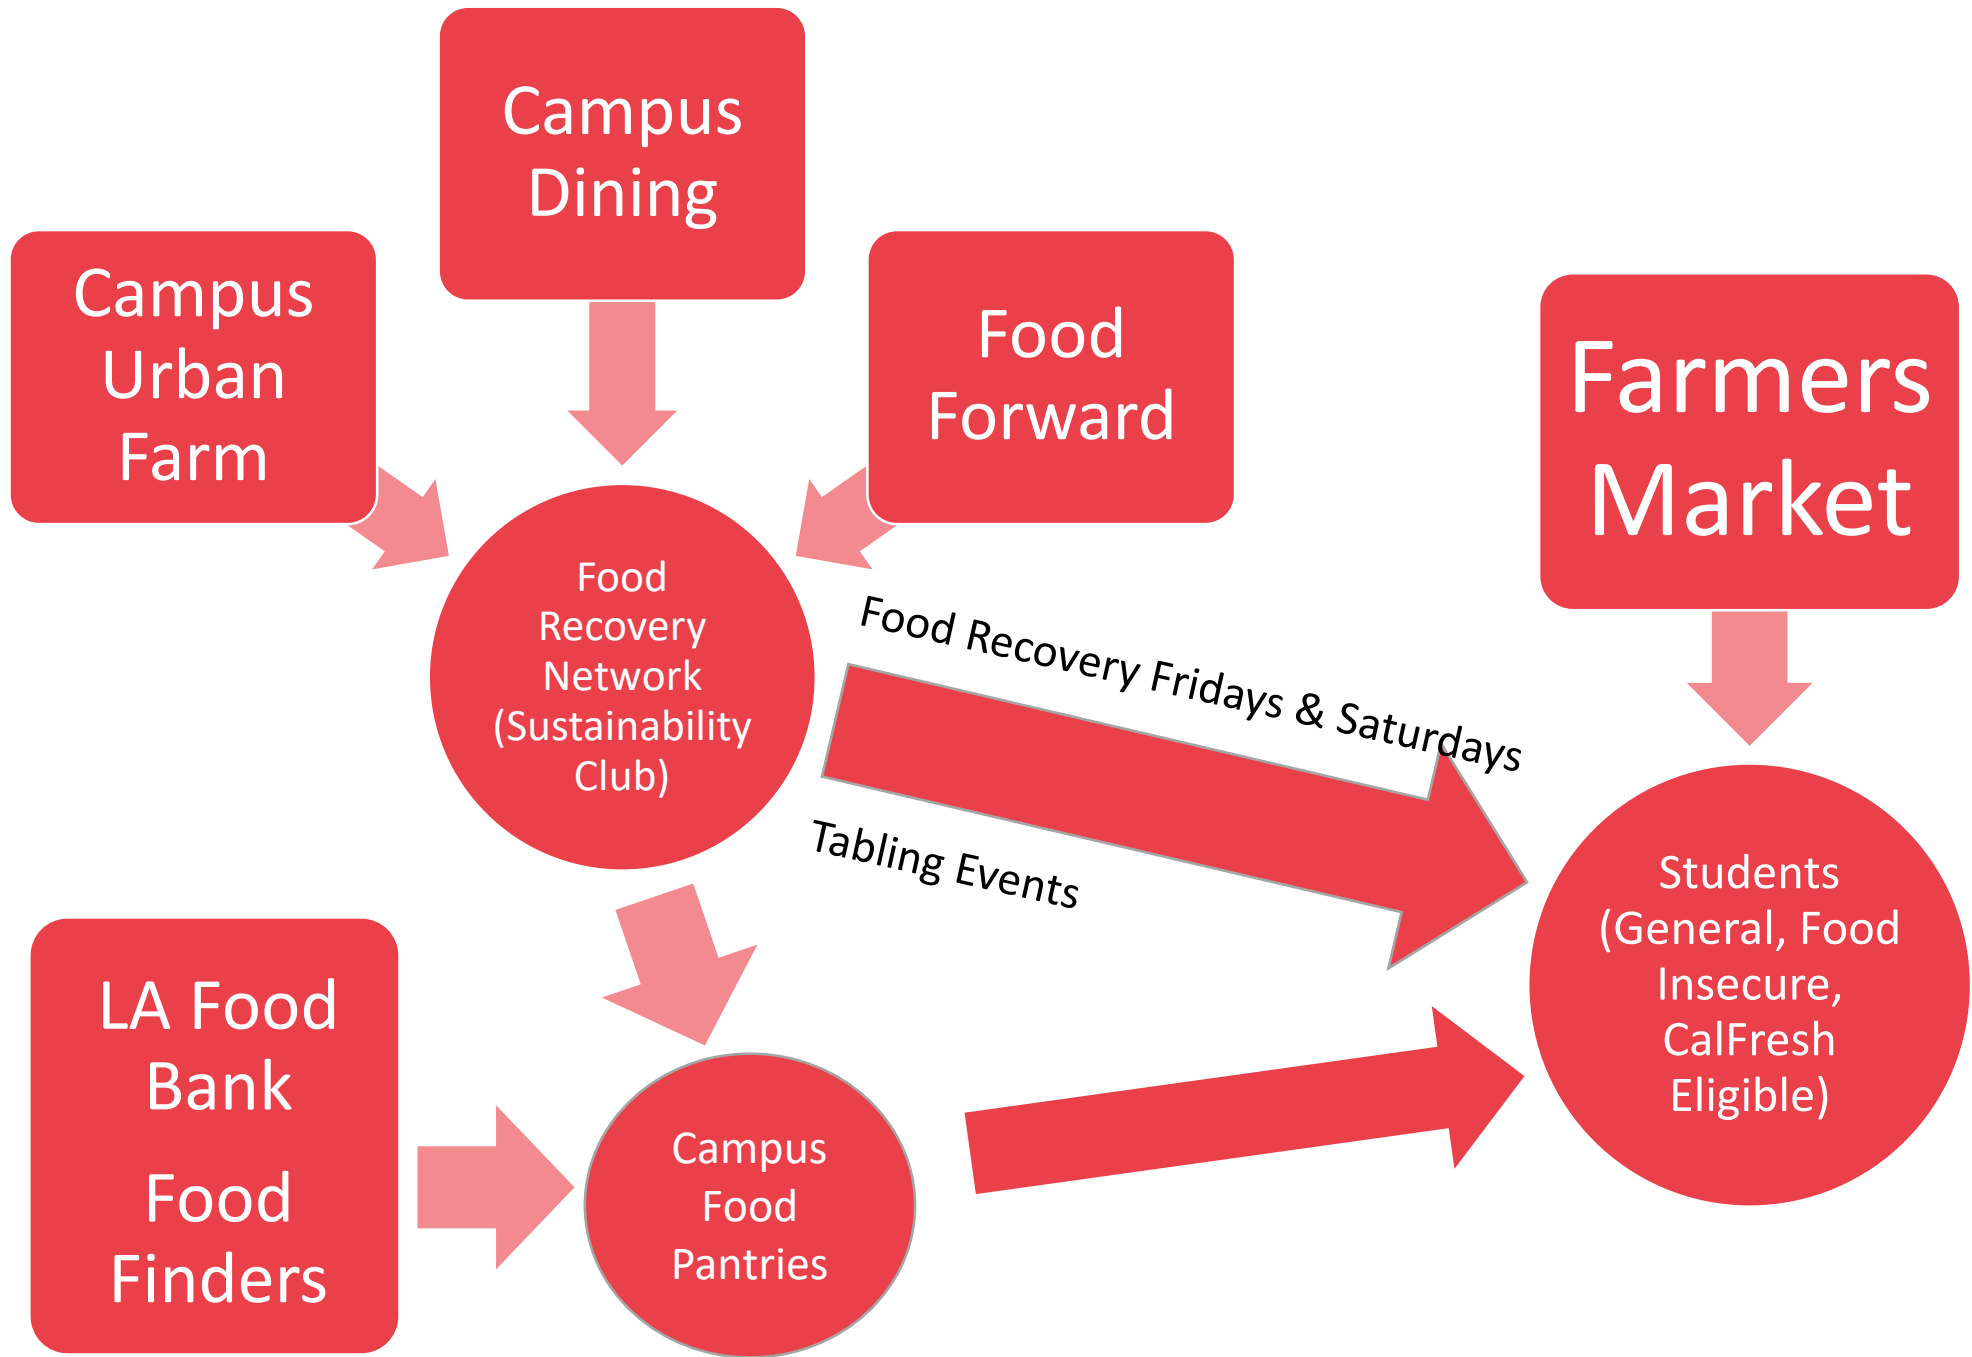 Campus
Dining
Campus
Urban
Farm
Food
Forward
Farmers
Market
Food
Recovery
Network
(Sustainability
Club)
Food Recovery Fridays & Saturdays
Tabling Events
Students
(General, Food
Insecure,
CalFresh
Eligible)
LA Food
Bank
Food
Finders
Campus
Food
Pantries